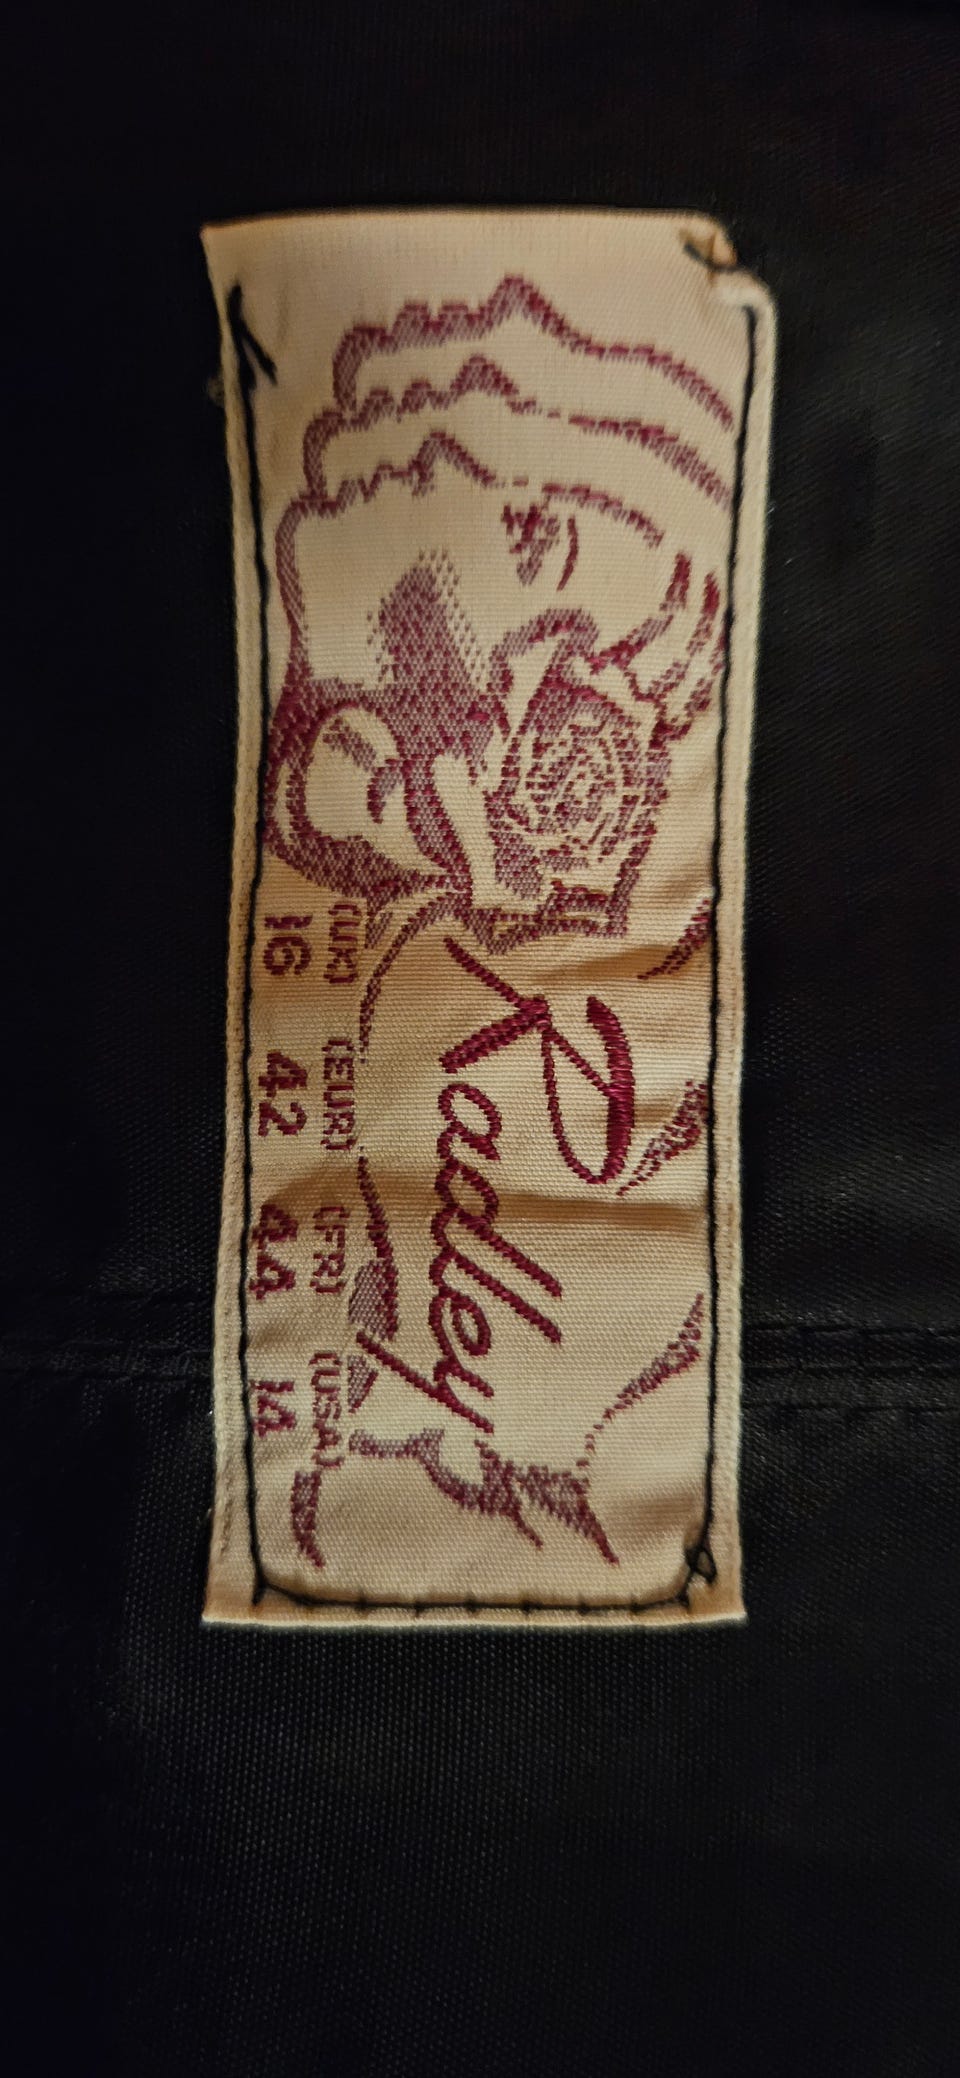 Radley
(UK) (EUR) (FR) (USA)
16 42 44 14